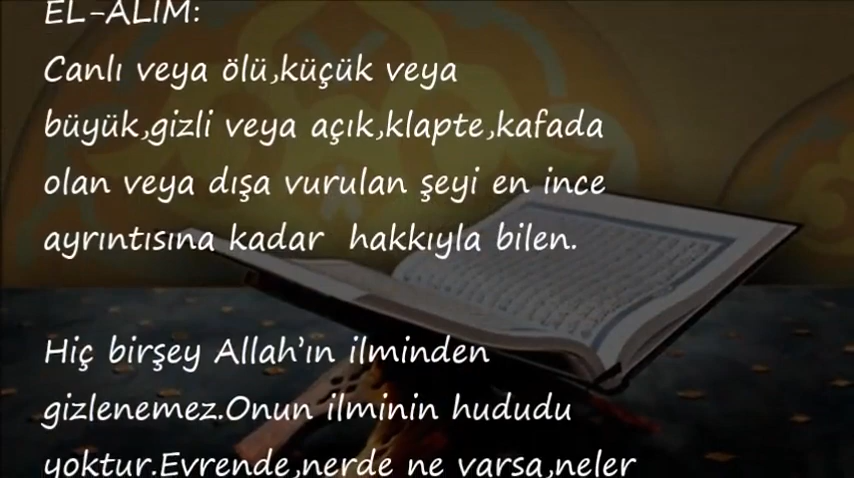 EL-ALİM:
Canlı veya ölü,küçük veya
büyük,gizli veya açık,klapte,kafada
olan veya dışa vurulan şeyi en ince
ayrıntısına kadar hakkıyla bilen.
Hiç birşey Allah'ın ilminden
gizlenemez.Onun ilminin hududu
yoktur.Evrende,nerde ne varsa,neler